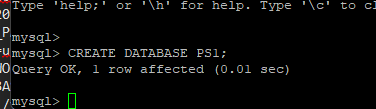 Type 'help;' or '\h' for help. Type '\c' to cl
mysql>
mysql> CREATE DATABASE PS1;
Query OK, 1 row affected (0.01 sec)
mysql>